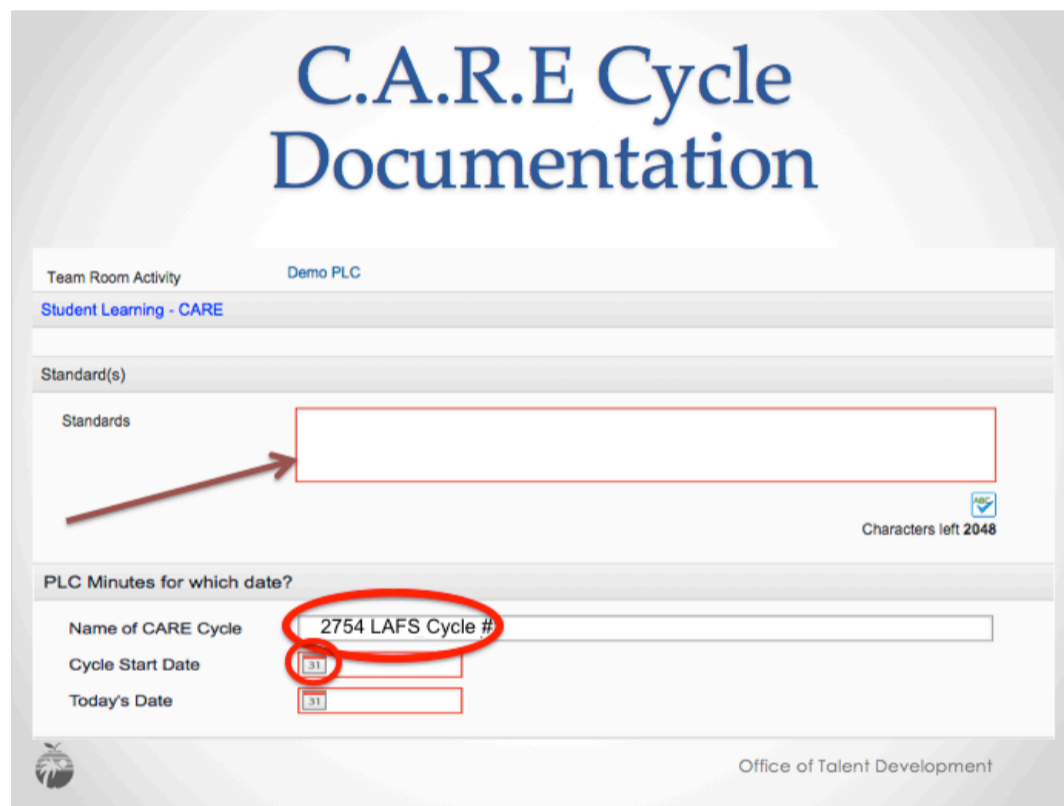 C.A.R.E Cycle
Documentation
Team Room Activity Demo PLC
Student Learning - CARE
Standard(s)
Standards
ABC
Characters left 2048
PLC Minutes for which date?
Name of CARE Cycle 2754 LAFS Cycle #
Cycle Start Date 31
Today's Date 31
Office of Talent Development